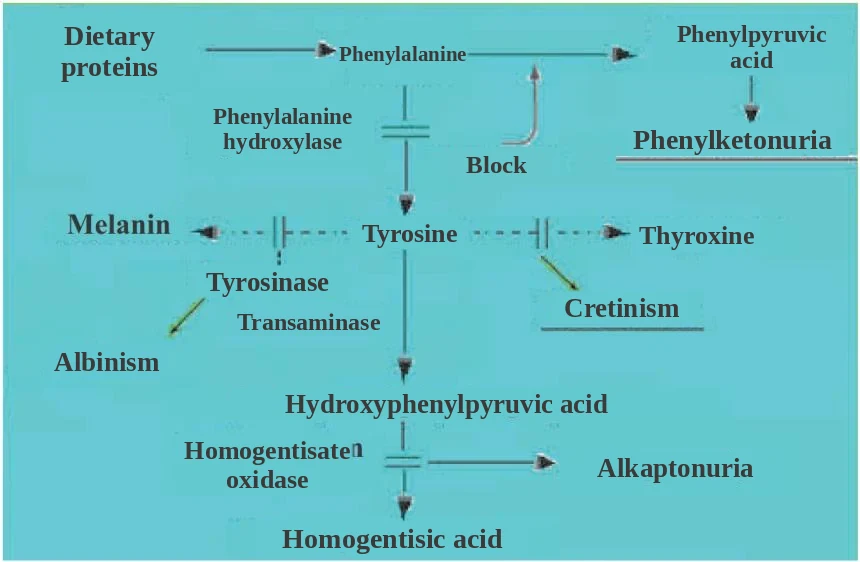 Dietary
proteins
Phenylalanine
Phenylpyruvic
acid
Phenylalanine
hydroxylase
Block
Phenylketonuria
Melanin
Tyrosine
Thyroxine
Tyrosinase
Cretinism
Transaminase
Albinism
Hydroxyphenylpyruvic acid
Homogentisaten
oxidase
Alkaptonuria
Homogentisic acid